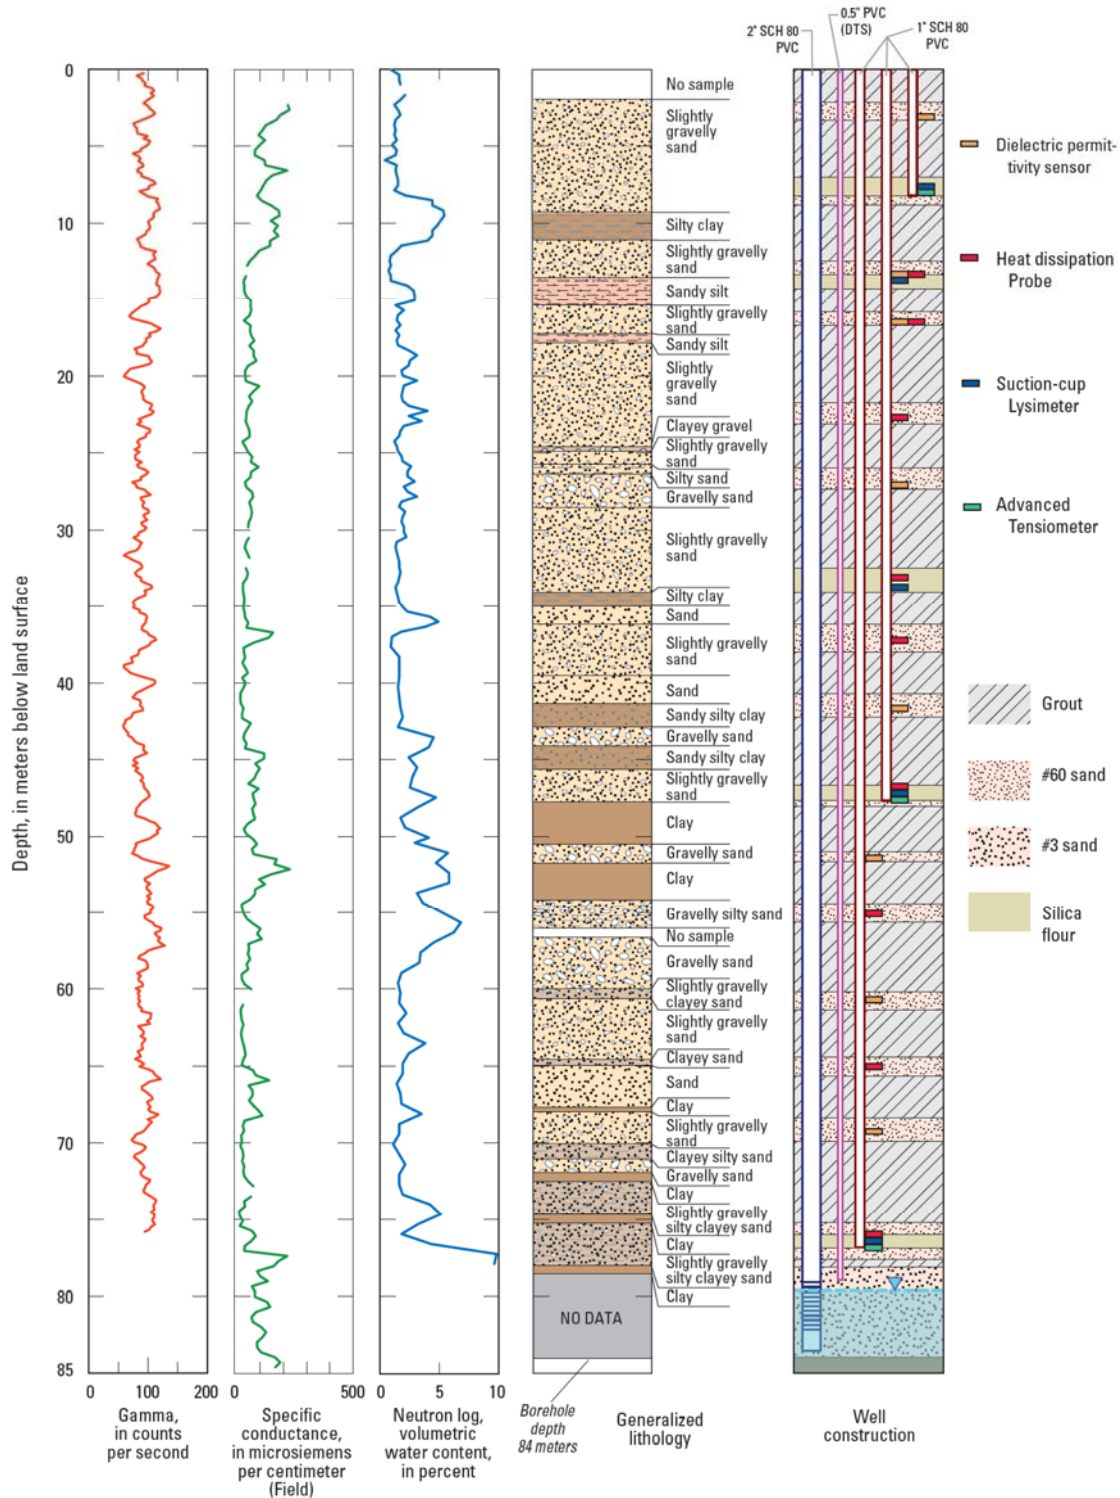 2" SCH 80
PVC
0.5" PVC
(DTS)
1" SCH 80
PVC
Depth, in meters below land surface
0
10
20
30
40
50
60
70
80
85
0
100
200
Gamma,
in counts
per second
0
500
Specific
conductance,
in microsiemens
per centimeter
(Field)
0
5
10
Neutron log,
volumetric
water content,
in percent
No sample
Slightly
gravelly
sand
Silty clay
Slightly gravelly
sand
Sandy silt
Slightly gravelly
sand
Sandy silt
Slightly
gravelly
sand
Clayey gravel
Slightly gravelly
sand
Silty sand
Gravelly sand
Slightly gravelly
sand
Silty clay
Sand
Slightly gravelly
sand
Sand
Sandy silty clay
Gravelly sand
Sandy silty clay
Slightly gravelly
sand
Clay
Gravelly sand
Clay
Gravelly silty sand
No sample
Gravelly sand
Slightly gravelly
clayey sand
Slightly gravelly
sand
Clayey sand
Sand
Clay
Slightly gravelly
sand
Clayey silty sand
Gravelly sand
Clay
Slightly gravelly
silty clayey sand
Clay
Slightly gravelly
silty clayey sand
Clay
NO DATA
Borehole
depth
84 meters
Generalized
lithology
Well
construction
Dielectric permit-
tivity sensor
Heat dissipation
Probe
Suction-cup
Lysimeter
Advanced
Tensiometer
Grout
#60 sand
#3 sand
Silica
flour